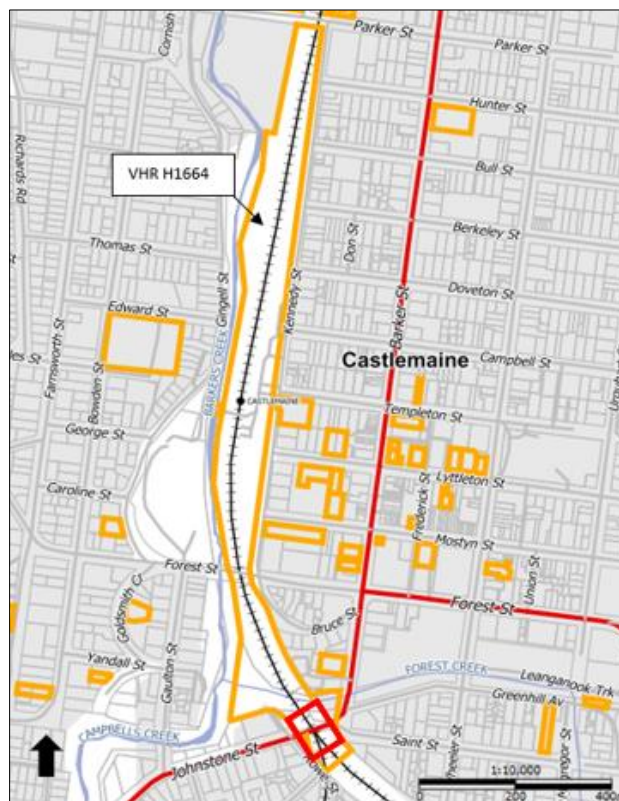 Parker St
Parker St
Cornish
Hunter St
Richards Rd
VHR H1664
Bull St
Berkeley St
Thomas St
Don St
Gingell St
Kennedy St
Doveton St
Edward St
Barker St
BARKERS CREEK
Campbell St
Castlemaine
Farnsworth St
Bowden St
CASTLEMAINE
Templeton St
George St
Lyttleton St
Frederick St
Caroline St
Mostyn St
Union St
Forest St
Forest St
Goldsmith Cr
Bruce St
Yandall St
Gaulton St
FOREST CREEK
Leanganook Trk
Greenhill Av
CAMPBELLS CREEK
Johnstone St
Saint St
1:10,000
0
200
400